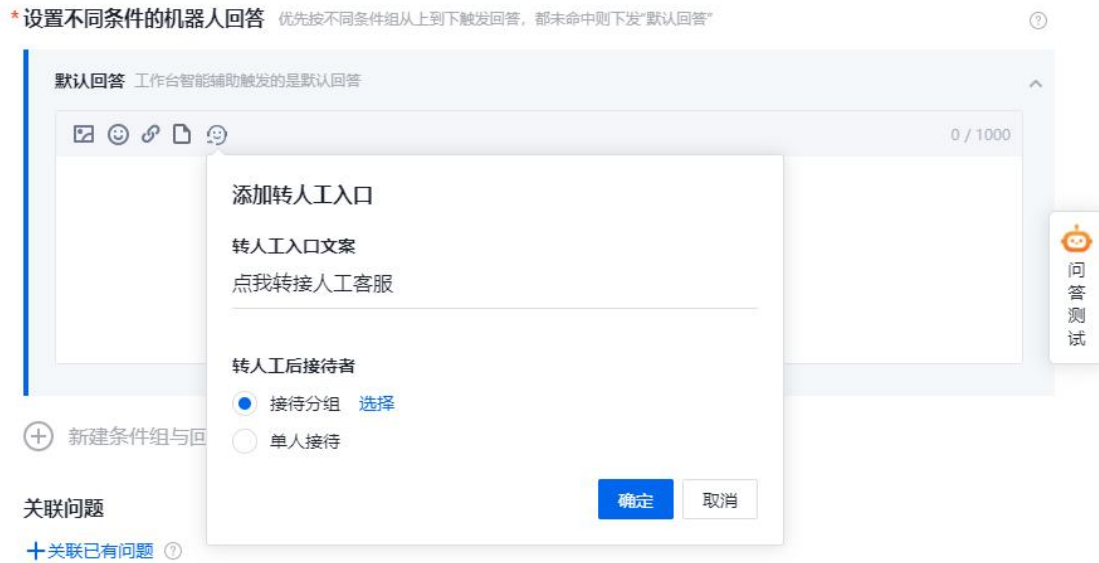 *设置不同条件的机器人回答 优先按不同条件组从上到下触发回答，都未命中则下发“默认回答”
默认回答 工作台智能辅助触发的是默认回答
0 / 1000
添加转人工入口
转人工入口文案
点我转接人工客服
转人工后接待者
接待分组 选择
单人接待
确定 取消
新建条件组与回
关联问题
+关联已有问题
问
答
测
试